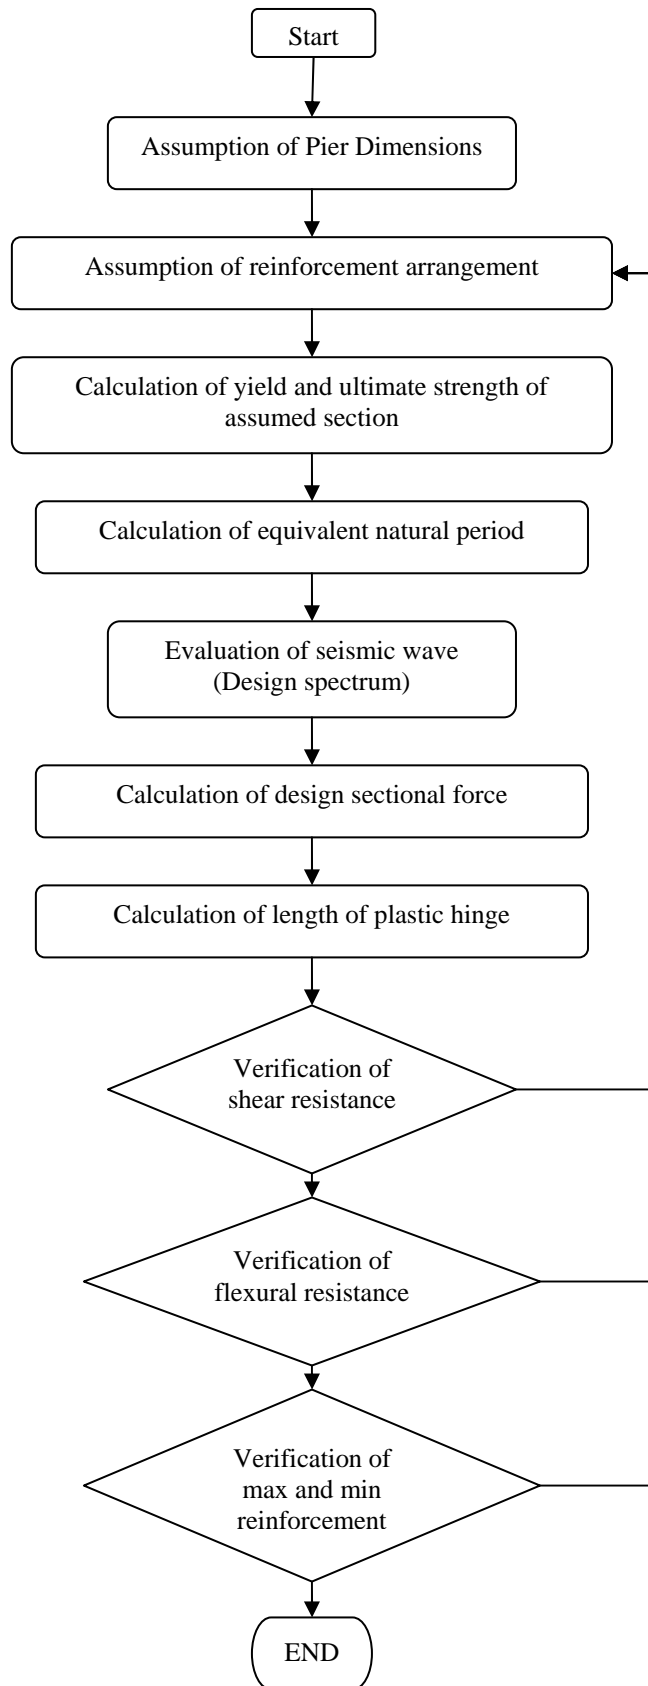 Start
Assumption of Pier Dimensions
Assumption of reinforcement arrangement
Calculation of yield and ultimate strength of
assumed section
Calculation of equivalent natural period
Evaluation of seismic wave
(Design spectrum)
Calculation of design sectional force
Calculation of length of plastic hinge
Verification of
shear resistance
Verification of
flexural resistance
Verification of
max and min
reinforcement
END